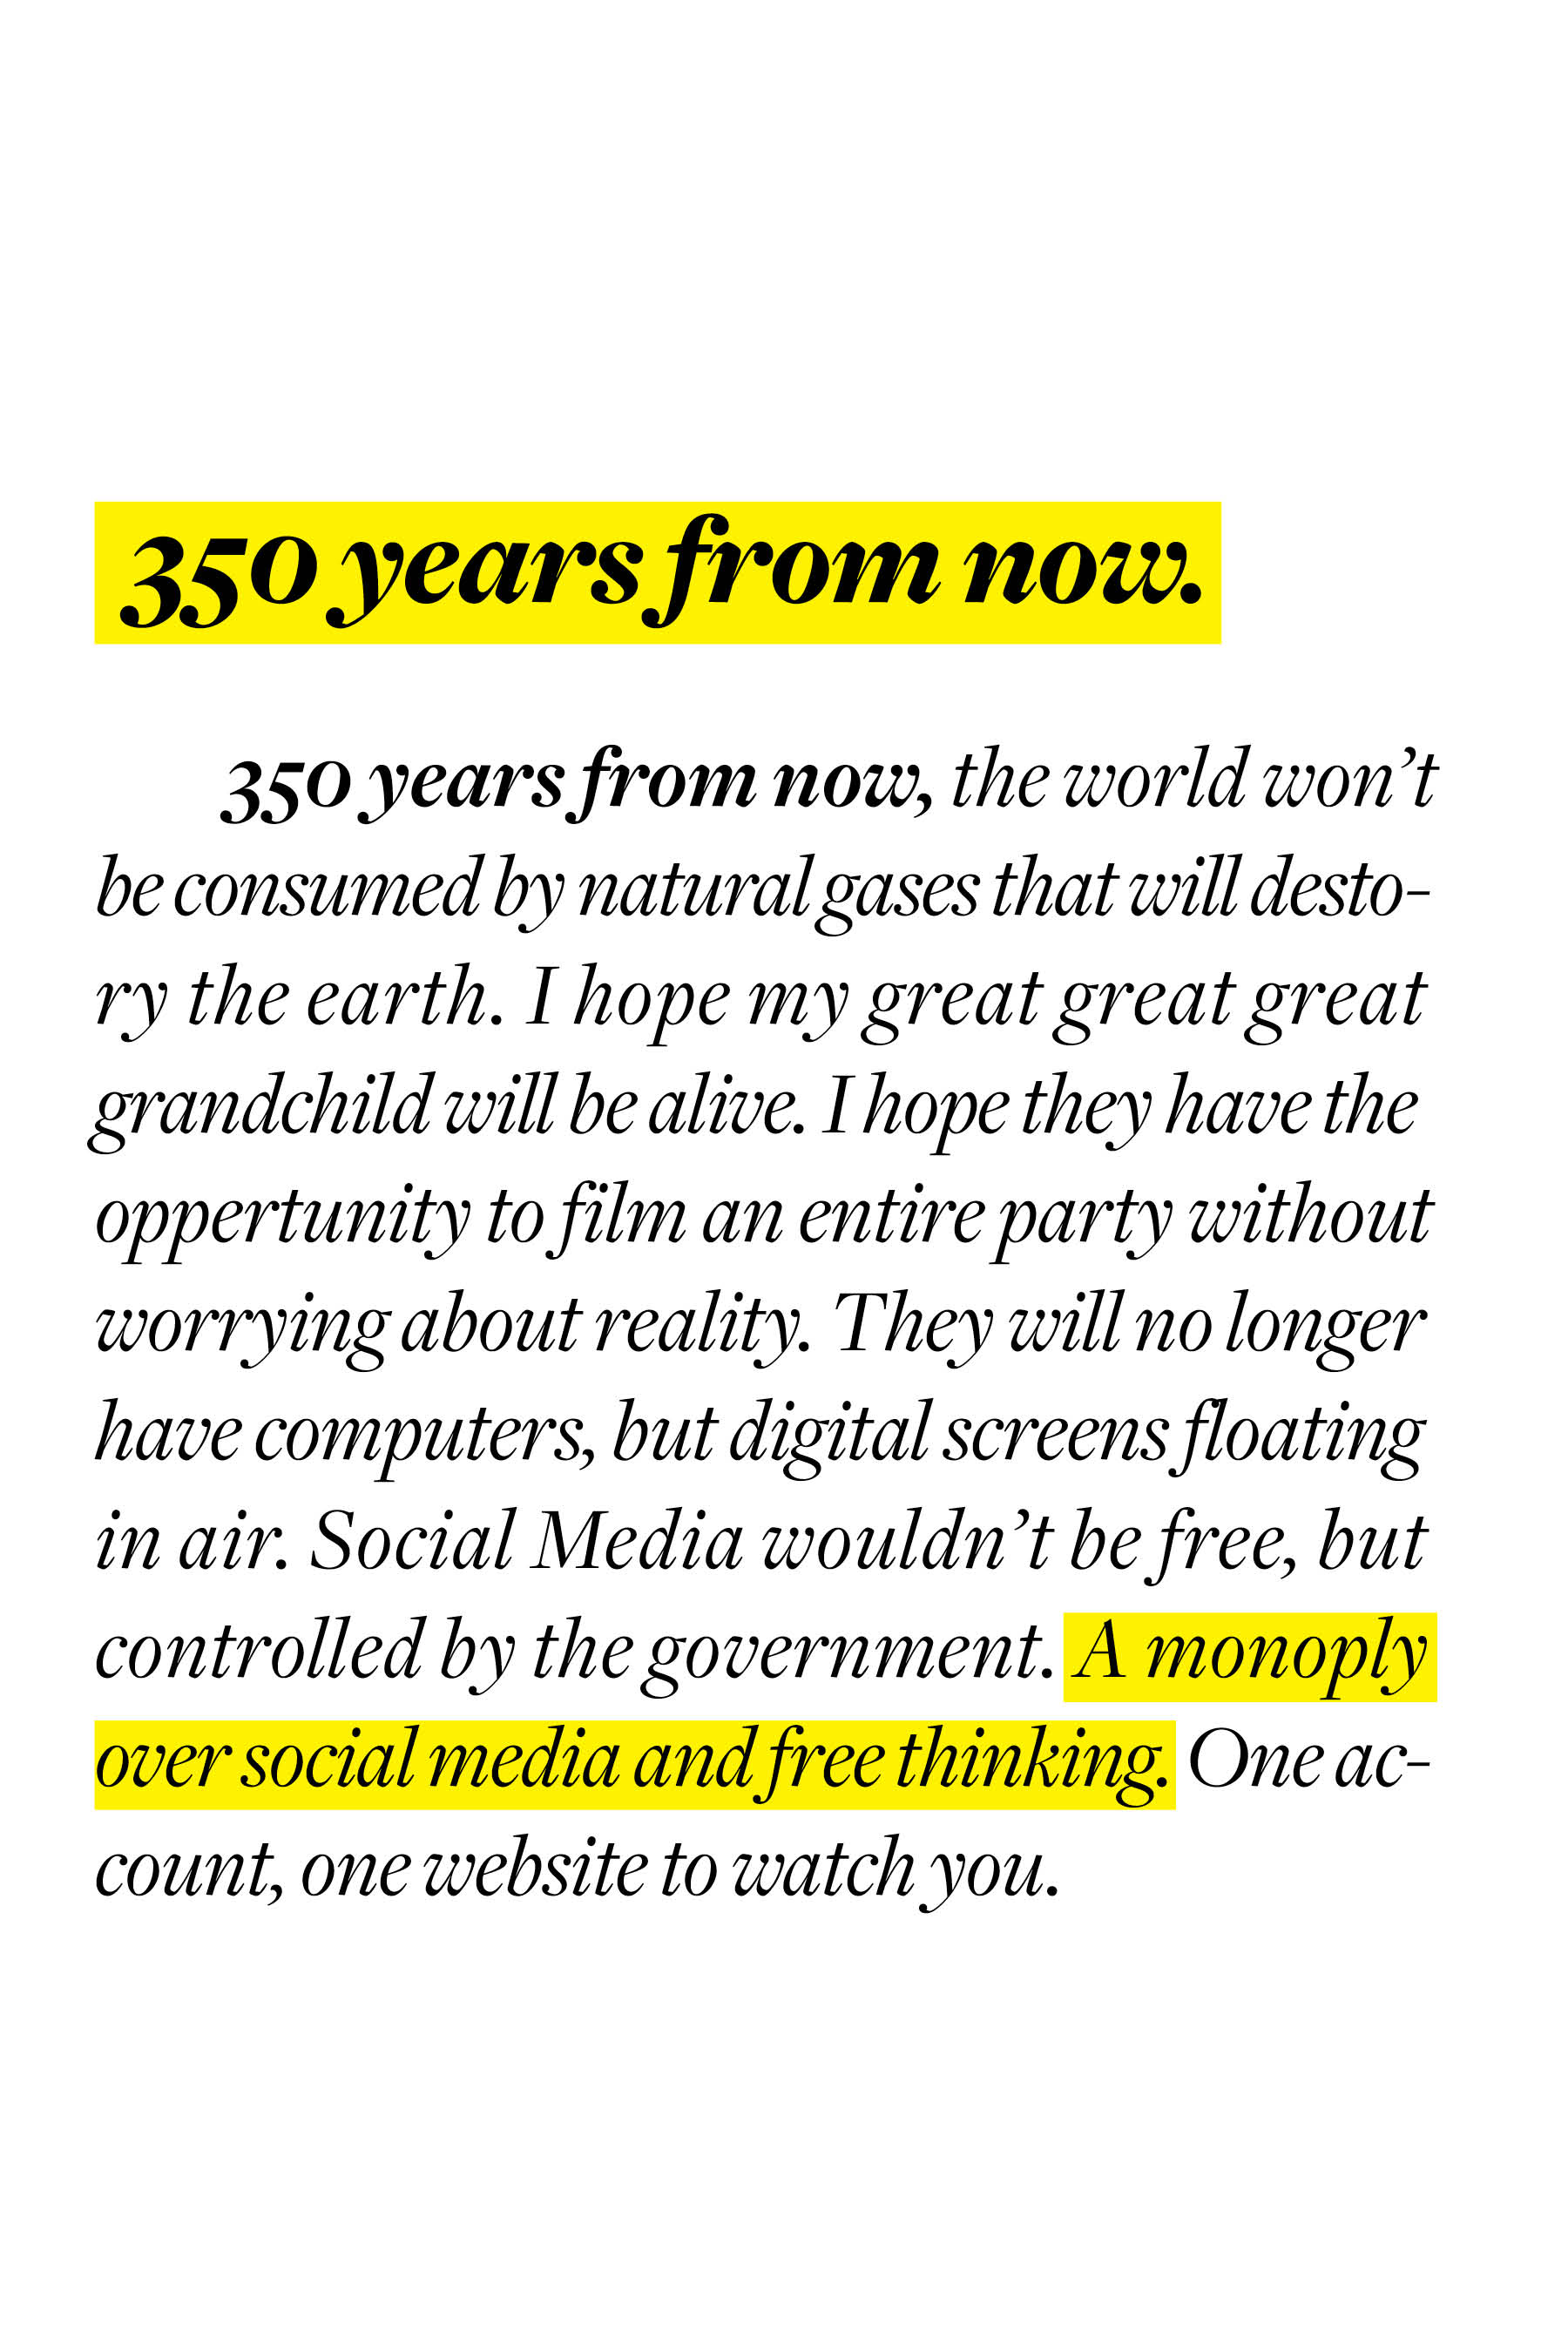 350 years from now.
350 years from now, the world won’t
be consumed by natural gases that will desto-
ry the earth. I hope my great great great
grandchild will be alive. I hope they have the
oppertunity to film an entire party without
worrying about reality. They will no longer
have computers, but digital screens floating
in air. Social Media wouldn’t be free, but
controlled by the government. A monoply
over social media and free thinking. One ac-
count, one website to watch you.